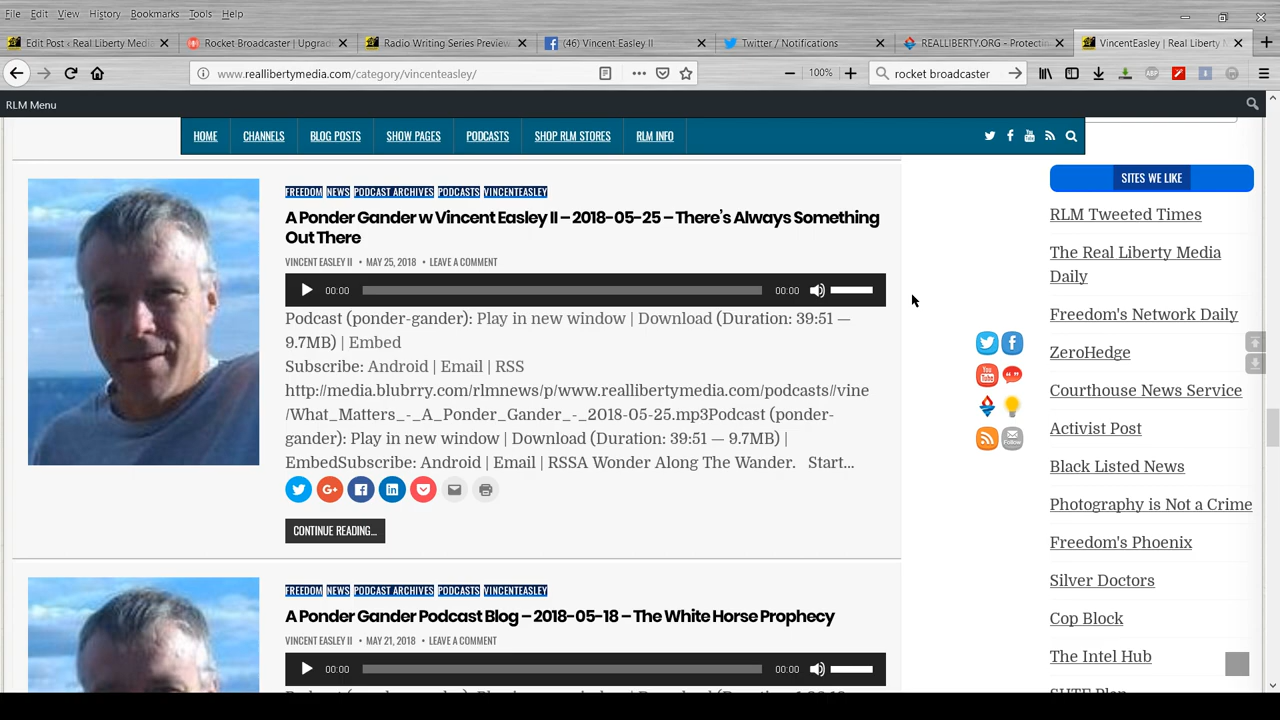 File Edit View History Bookmarks Tools Help
Edit Post - Real Liberty Medi Rocket Broadcaster | Upgrad Radio Writing Series Preview (46) Vincent Easley II Twitter / Notifications REALLIBERTY.ORG - Protectin VincentEasley | Real Liberty M
www.reallibertymedia.com/category/vincenteasley/ 100% rocket broadcaster ABP
RLM Menu
HOME CHANNELS BLOG POSTS SHOW PAGES PODCASTS SHOP RLM STORES RLM INFO
FREEDOM NEWS PODCAST ARCHIVES PODCASTS VINCENTEASLEY
A Ponder Gander w Vincent Easley II – 2018-05-25 – There's Always Something
Out There
VINCENT EASLEY II • MAY 25, 2018 • LEAVE A COMMENT
00:00 00:00
Podcast (ponder-gander): Play in new window | Download (Duration: 39:51 —
9.7MB) | Embed
Subscribe: Android | Email | RSS
http://media.blubrry.com/rlmnews/p/www.reallibertymedia.com/podcasts//vine
/What_Matters_-_A_Ponder_Gander_-_2018-05-25.mp3Podcast (ponder-
gander): Play in new window | Download (Duration: 39:51 — 9.7MB) |
EmbedSubscribe: Android | Email | RSSA Wonder Along The Wander. Start...
CONTINUE READING...
FREEDOM NEWS PODCAST ARCHIVES PODCASTS VINCENTEASLEY
A Ponder Gander Podcast Blog – 2018-05-18 – The White Horse Prophecy
VINCENT EASLEY II • MAY 21, 2018 • LEAVE A COMMENT
00:00 00:00
SITES WE LIKE
RLM Tweeted Times
The Real Liberty Media
Daily
Freedom's Network Daily
ZeroHedge
Courthouse News Service
Activist Post
Black Listed News
Photography is Not a Crime
Freedom's Phoenix
Silver Doctors
Cop Block
The Intel Hub
You
Tube
Follow